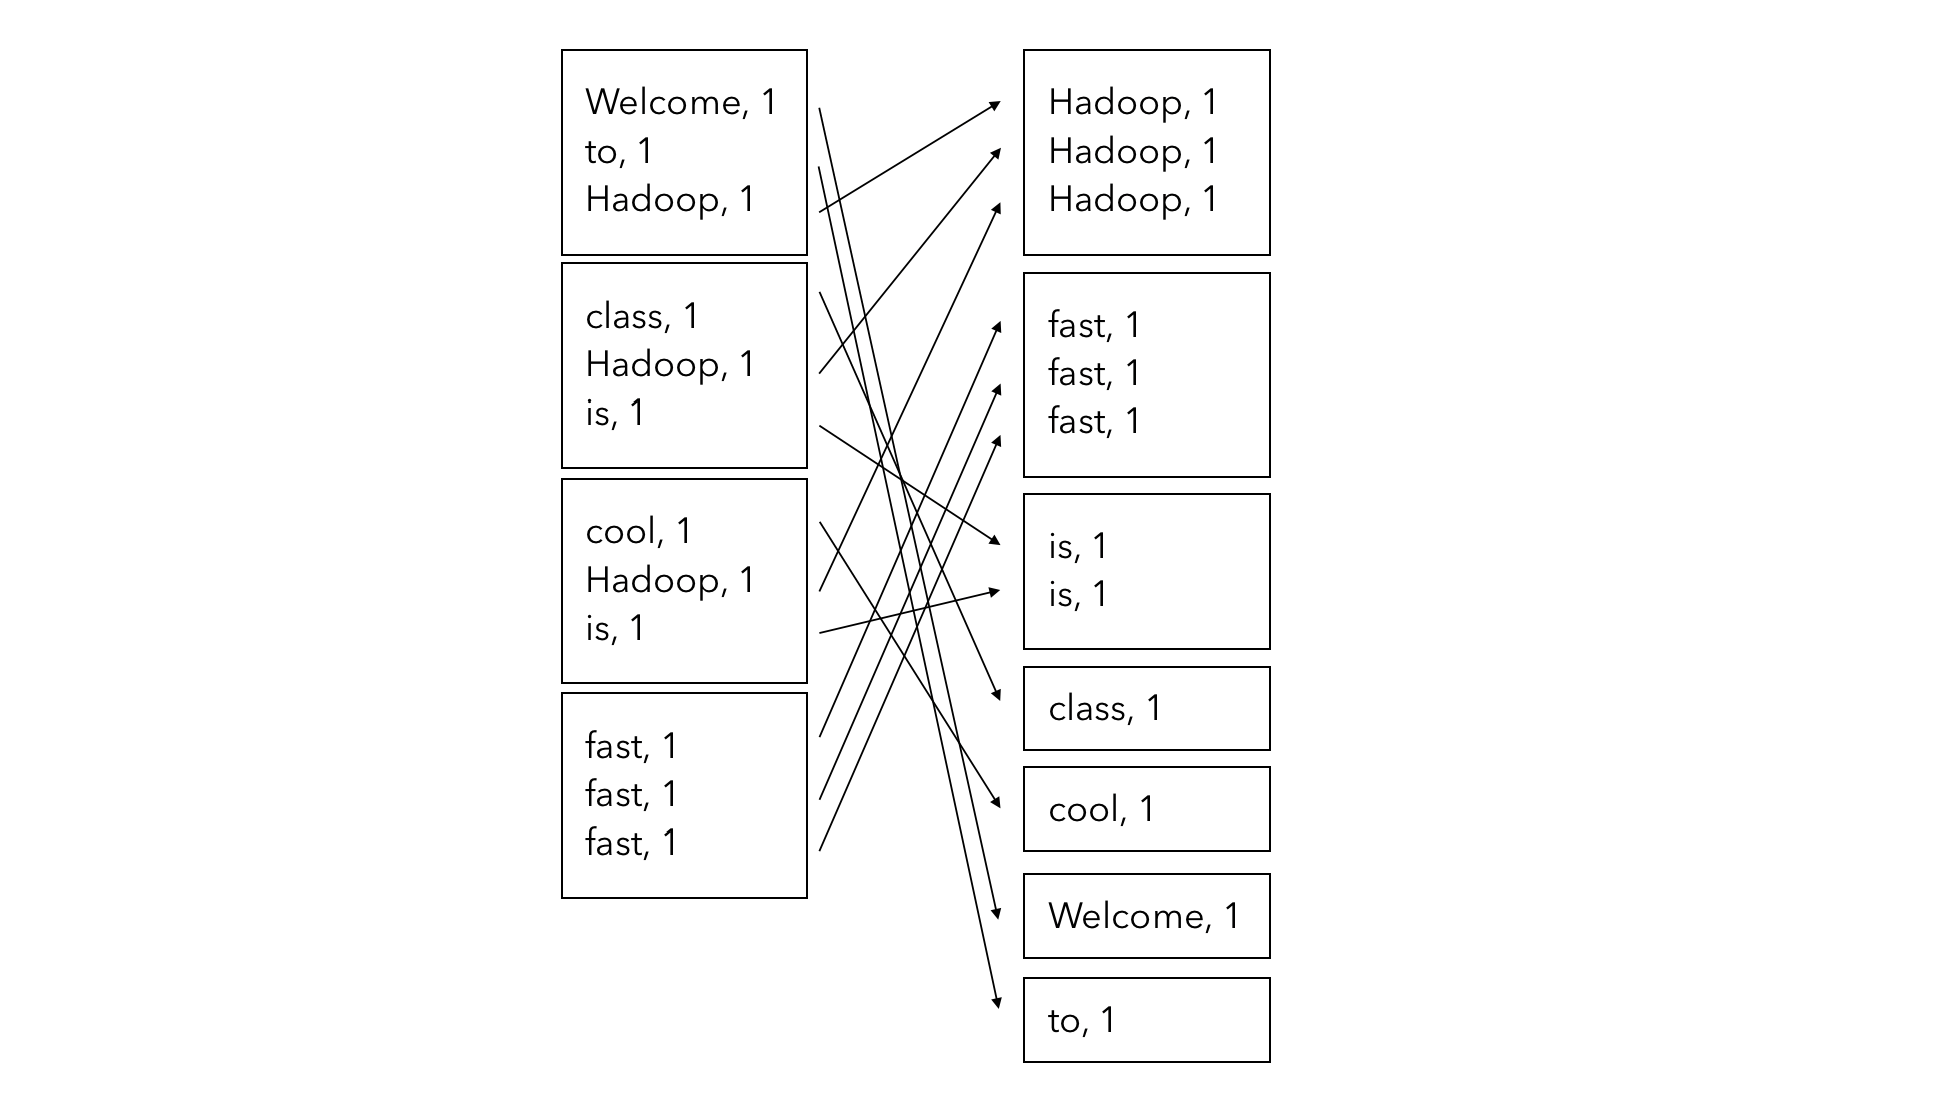 Welcome, 1
to, 1
Hadoop, 1
class, 1
Hadoop, 1
is, 1
cool, 1
Hadoop, 1
is, 1
fast, 1
fast, 1
fast, 1
Hadoop, 1
Hadoop, 1
Hadoop, 1
fast, 1
fast, 1
fast, 1
is, 1
is, 1
class, 1
cool, 1
Welcome, 1
to, 1